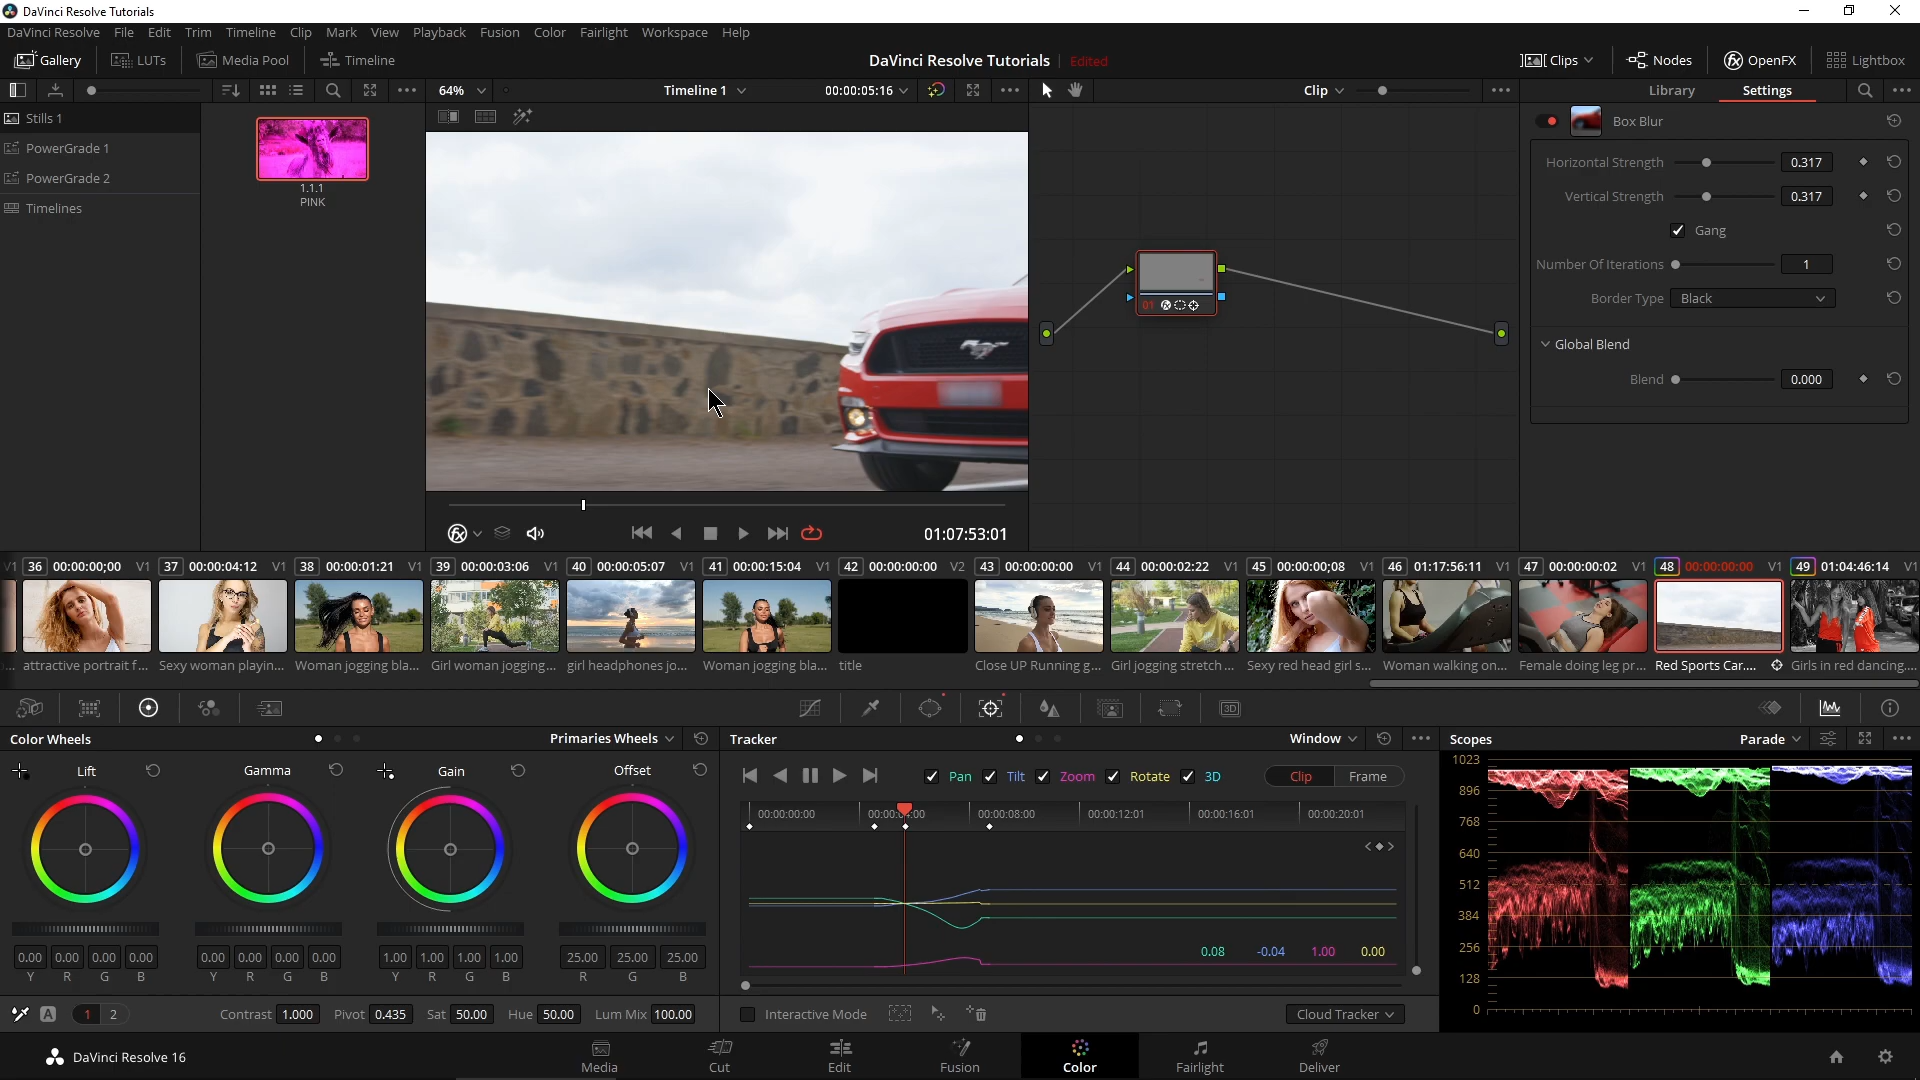 DaVinci Resolve Tutorials
DaVinci Resolve File Edit Trim Timeline Clip Mark View Playback Fusion Color Fairlight Workspace Help
Gallery LUTs Media Pool Timeline DaVinci Resolve Tutorials Edited Clips Nodes OpenFX Lightbox
64% Timeline 1 00:00:05:16 Clip Library Settings
Stills 1
PowerGrade 1
PowerGrade 2
Timelines
1.1.1
PINK
Box Blur
Horizontal Strength 0.317
Vertical Strength 0.317
Gang
Number Of Iterations 1
Border Type Black
Global Blend
Blend 0.000
01
01:07:53:01
V1 36 00:00:00;00 V1 37 00:00:04:12 V1 38 00:00:01:21 V1 39 00:00:03:06 V1 40 00:00:05:07 V1 41 00:00:15:04 V1 42 00:00:00:00 V2 43 00:00:00:00 V1 44 00:00:02:22 V1 45 00:00:00;08 V1 46 01:17:56:11 V1 47 00:00:00:02 V1 48 00:00:00:00 V1 49 01:04:46:14 V1
... attractive portrait f... Sexy woman playin... Woman jogging bla... Girl woman jogging... girl headphones jo... Woman jogging bla... title Close UP Running g... Girl jogging stretch ... Sexy red head girl s... Woman walking on... Female doing leg pr... Red Sports Car.... Girls in red dancing....
3D
Color Wheels Primaries Wheels Tracker Window Scopes Parade
Lift Gamma Gain Offset
Pan Tilt Zoom Rotate 3D Clip Frame
00:00:00:00 00:00:04:00 00:00:08:00 00:00:12:01 00:00:16:01 00:00:20:01
0.08 -0.04 1.00 0.00
0.00 0.00 0.00 0.00 0.00 0.00 0.00 0.00 1.00 1.00 1.00 1.00 25.00 25.00 25.00
Y R G B Y R G B Y R G B R G B
1023
896
768
640
512
384
256
128
0
A 1 2 Contrast 1.000 Pivot 0.435 Sat 50.00 Hue 50.00 Lum Mix 100.00 Interactive Mode Cloud Tracker
DaVinci Resolve 16 Media Cut Edit Fusion Color Fairlight Deliver